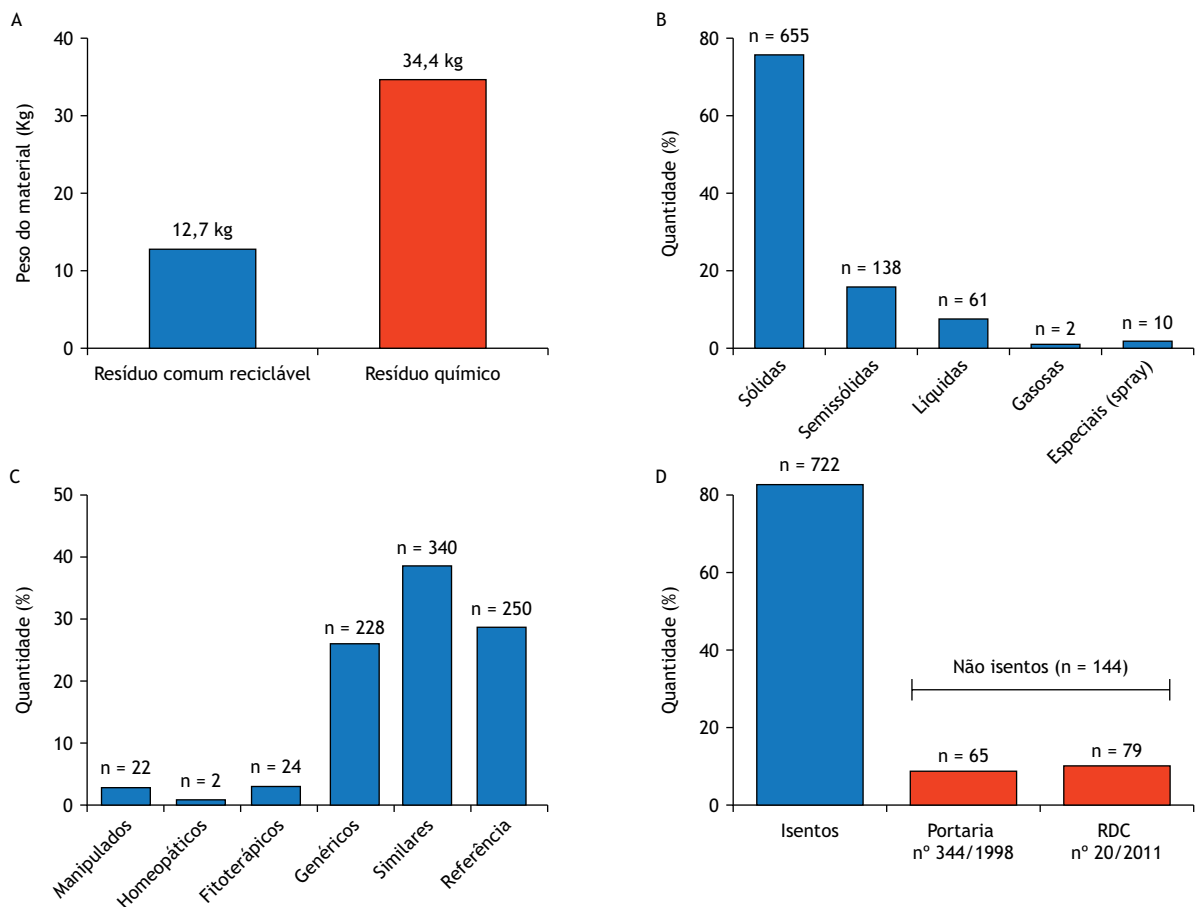 A
Peso do material (Kg)
40
30
20
10
0
12,7 kg
34,4 kg
Resíduo comum reciclável
Resíduo químico
B
Quantidade (%)
80
60
40
20
0
n = 655
n = 138
n = 61
n = 2
n = 10
Sólidas
Semissólidas
Líquidas
Gasosas
Especiais (spray)
C
Quantidade (%)
50
40
30
20
10
0
n = 22
n = 2
n = 24
n = 228
n = 340
n = 250
Manipulados
Homeopáticos
Fitoterápicos
Genéricos
Similares
Referência
D
Quantidade (%)
80
60
40
20
0
n = 722
Não isentos (n = 144)
n = 65
n = 79
Isentos
Portaria
nº 344/1998
RDC
nº 20/2011